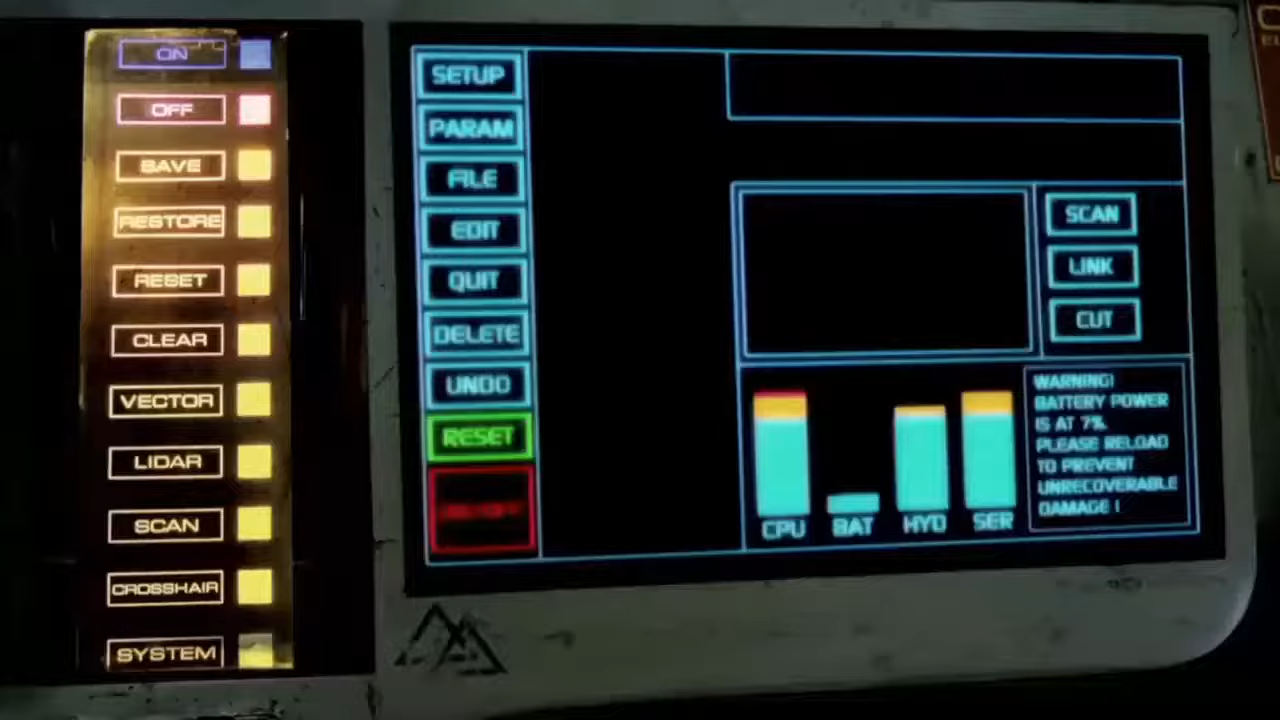 ON
OFF
SAVE
RESTORE
RESET
CLEAR
VECTOR
LIDAR
SCAN
CROSSHAIR
SYSTEM
SETUP
PARAM
FILE
EDIT
QUIT
DELETE
UNDO
RESET
SCAN
LINK
CUT
CPU
BAT
HYD
SER
WARNING!
BATTERY POWER
IS AT 7%.
PLEASE RELOAD
TO PREVENT
UNRECOVERABLE
DAMAGE !